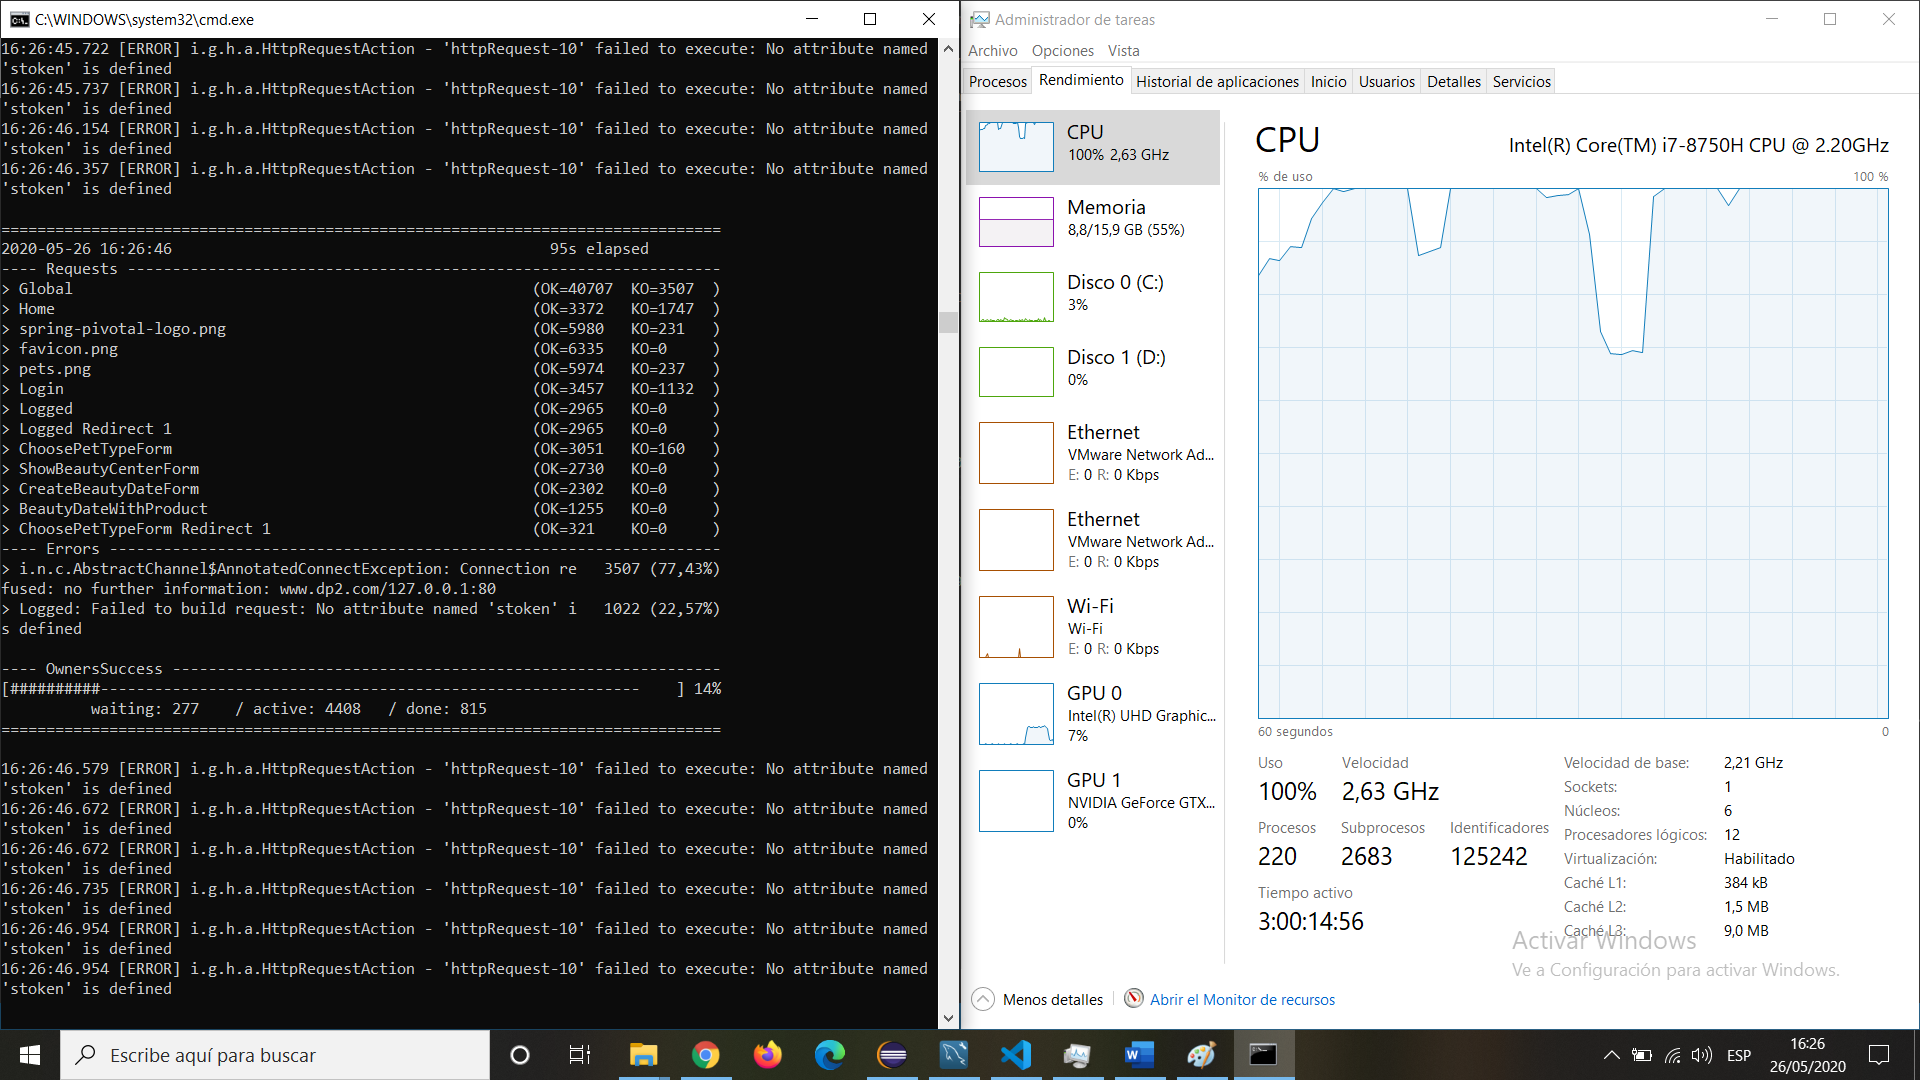 C:\WINDOWS\system32\cmd.exe
16:26:45.722 [ERROR] i.g.h.a.HttpRequestAction - 'httpRequest-10' failed to execute: No attribute named
'stoken' is defined
16:26:45.737 [ERROR] i.g.h.a.HttpRequestAction - 'httpRequest-10' failed to execute: No attribute named
'stoken' is defined
16:26:46.154 [ERROR] i.g.h.a.HttpRequestAction - 'httpRequest-10' failed to execute: No attribute named
'stoken' is defined
16:26:46.357 [ERROR] i.g.h.a.HttpRequestAction - 'httpRequest-10' failed to execute: No attribute named
'stoken' is defined
================================================================================
2020-05-26 16:26:46 95s elapsed
---- Requests ------------------------------------------------------------------
> Global (OK=40707 KO=3507 )
> Home (OK=3372 KO=1747 )
> spring-pivotal-logo.png (OK=5980 KO=231 )
> favicon.png (OK=6335 KO=0 )
> pets.png (OK=5974 KO=237 )
> Login (OK=3457 KO=1132 )
> Logged (OK=2965 KO=0 )
> Logged Redirect 1 (OK=2965 KO=0 )
> ChoosePetTypeForm (OK=3051 KO=160 )
> ShowBeautyCenterForm (OK=2730 KO=0 )
> CreateBeautyDateForm (OK=2302 KO=0 )
> BeautyDateWithProduct (OK=1255 KO=0 )
> ChoosePetTypeForm Redirect 1 (OK=321 KO=0 )
---- Errors --------------------------------------------------------------------
> i.n.c.AbstractChannel$AnnotatedConnectException: Connection re 3507 (77,43%)
fused: no further information: www.dp2.com/127.0.0.1:80
> Logged: Failed to build request: No attribute named 'stoken' i 1022 (22,57%)
s defined
---- OwnersSuccess -------------------------------------------------------------
[##########------------------------------------------------------------ ] 14%
waiting: 277 / active: 4408 / done: 815
================================================================================
16:26:46.579 [ERROR] i.g.h.a.HttpRequestAction - 'httpRequest-10' failed to execute: No attribute named
'stoken' is defined
16:26:46.672 [ERROR] i.g.h.a.HttpRequestAction - 'httpRequest-10' failed to execute: No attribute named
'stoken' is defined
16:26:46.672 [ERROR] i.g.h.a.HttpRequestAction - 'httpRequest-10' failed to execute: No attribute named
'stoken' is defined
16:26:46.735 [ERROR] i.g.h.a.HttpRequestAction - 'httpRequest-10' failed to execute: No attribute named
'stoken' is defined
16:26:46.954 [ERROR] i.g.h.a.HttpRequestAction - 'httpRequest-10' failed to execute: No attribute named
'stoken' is defined
16:26:46.954 [ERROR] i.g.h.a.HttpRequestAction - 'httpRequest-10' failed to execute: No attribute named
'stoken' is defined
Administrador de tareas
Archivo Opciones Vista
Procesos Rendimiento Historial de aplicaciones Inicio Usuarios Detalles Servicios
CPU
100% 2,63 GHz
Memoria
8,8/15,9 GB (55%)
Disco 0 (C:)
3%
Disco 1 (D:)
0%
Ethernet
VMware Network Ad...
E: 0 R: 0 Kbps
Ethernet
VMware Network Ad...
E: 0 R: 0 Kbps
Wi-Fi
Wi-Fi
E: 0 R: 0 Kbps
GPU 0
Intel(R) UHD Graphic...
7%
GPU 1
NVIDIA GeForce GTX...
0%
CPU Intel(R) Core(TM) i7-8750H CPU @ 2.20GHz
% de uso 100 %
60 segundos 0
Uso Velocidad
100% 2,63 GHz
Procesos Subprocesos Identificadores
220 2683 125242
Tiempo activo
3:00:14:56
Velocidad de base: 2,21 GHz
Sockets: 1
Núcleos: 6
Procesadores lógicos: 12
Virtualización: Habilitado
Caché L1: 384 kB
Caché L2: 1,5 MB
Caché L3: 9,0 MB
Activar Windows
Ve a Configuración para activar Windows.
Menos detalles Abrir el Monitor de recursos
Escribe aquí para buscar
ESP
16:26
26/05/2020